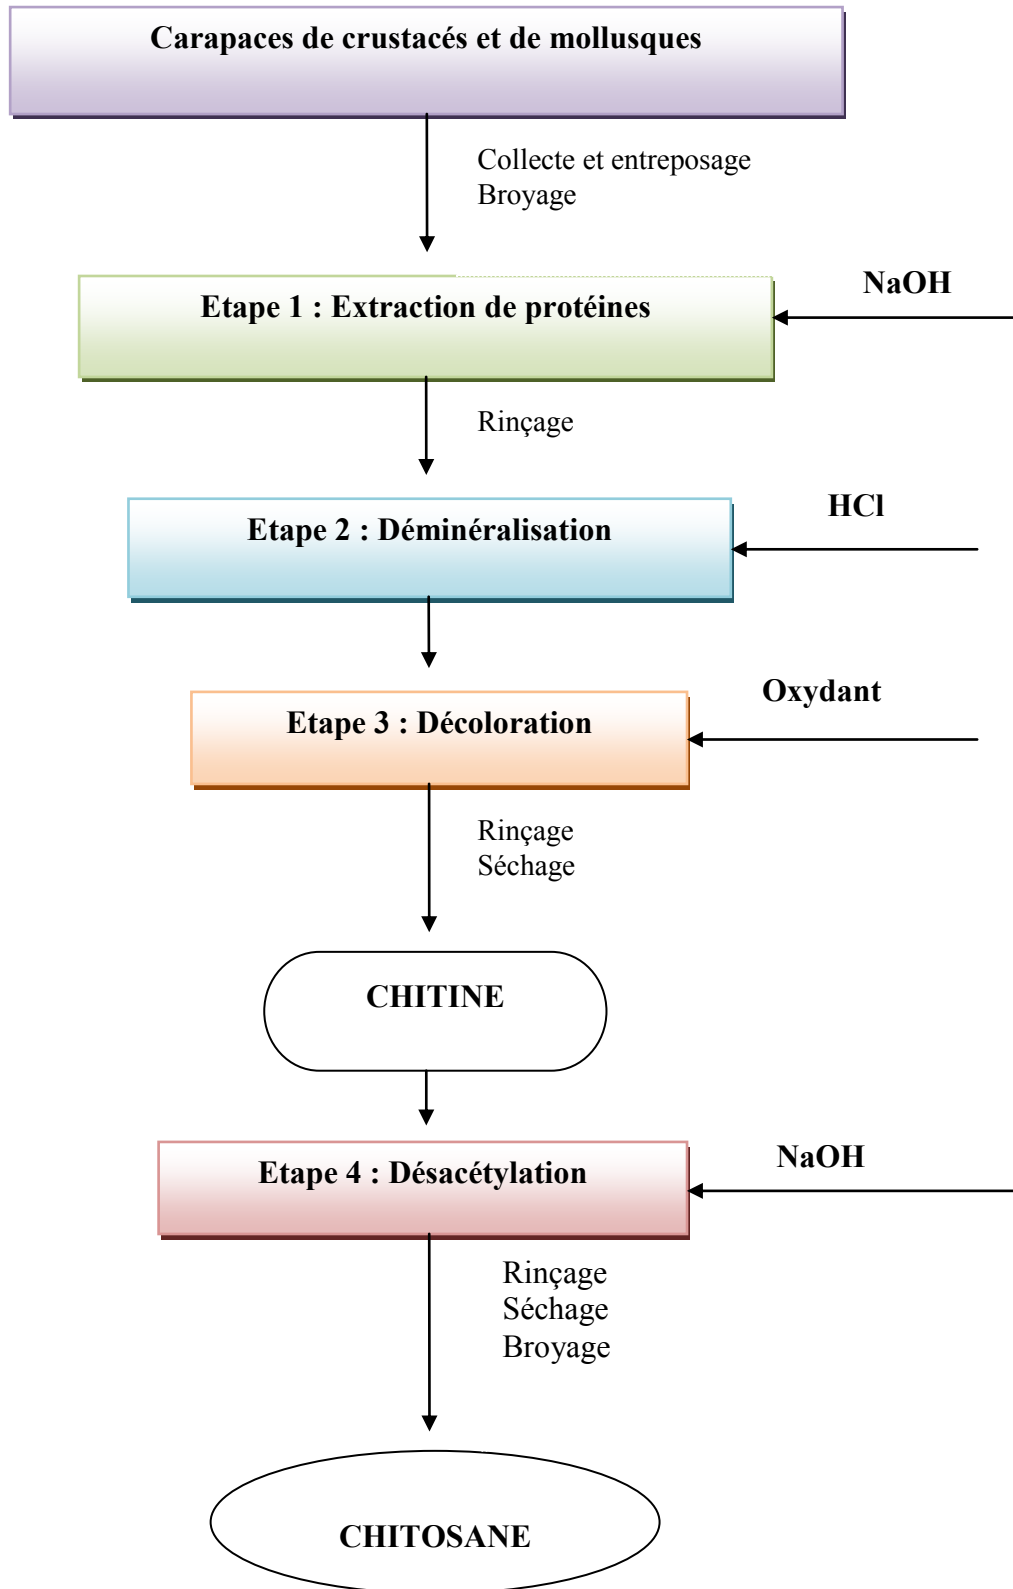 Carapaces de crustacés et de mollusques
Collecte et entreposage
Broyage
Etape 1 : Extraction de protéines
NaOH
Rinçage
Etape 2 : Déminéralisation
HCl
Etape 3 : Décoloration
Oxydant
Rinçage
Séchage
CHITINE
Etape 4 : Désacétylation
NaOH
Rinçage
Séchage
Broyage
CHITOSANE